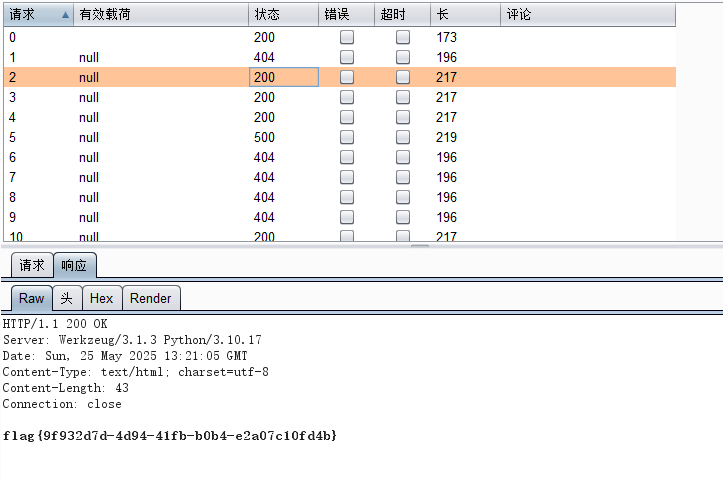 请求 有效载荷 状态 错误 超时 长 评论
0 200 173
1 null 404 196
2 null 200 217
3 null 200 217
4 null 200 217
5 null 500 219
6 null 404 196
7 null 404 196
8 null 404 196
9 null 404 196
10 null 200 217
请求 响应
Raw 头 Hex Render
HTTP/1.1 200 OK
Server: Werkzeug/3.1.3 Python/3.10.17
Date: Sun, 25 May 2025 13:21:05 GMT
Content-Type: text/html; charset=utf-8
Content-Length: 43
Connection: close
flag{9f932d7d-4d94-41fb-b0b4-e2a07c10fd4b}